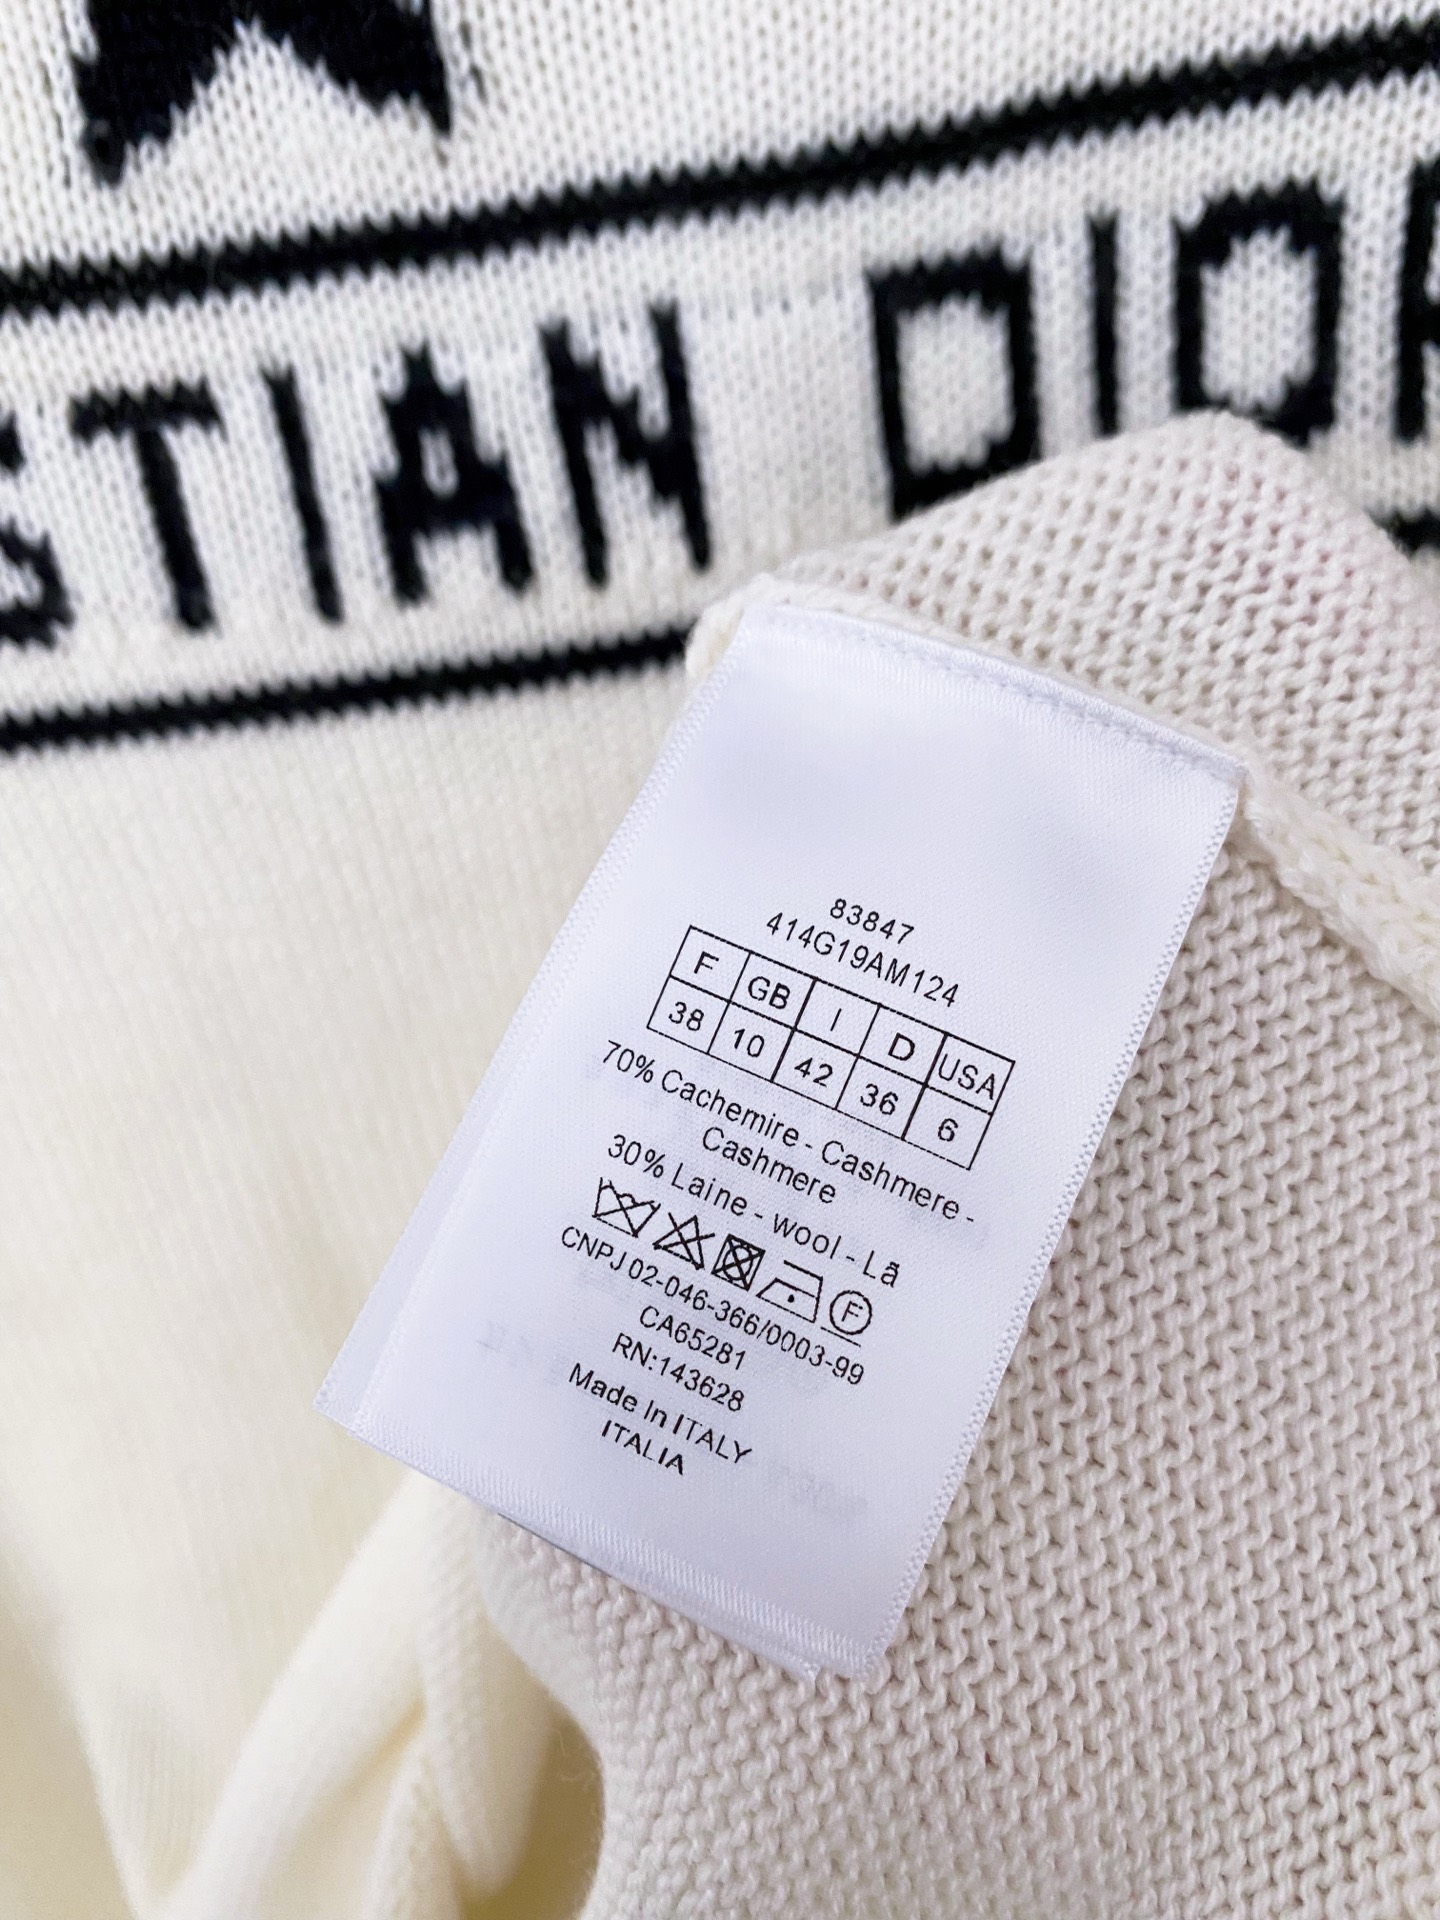 STIAN DIOR
83847
414G19AM124
F GB I D USA
38 10 42 36 6
70% Cachemire - Cashmere -
Cashmere
30% Laine - wool - Lã
F
CNPJ 02-046-366/0003-99
CA65281
RN:143628
Made In ITALY
ITALIA